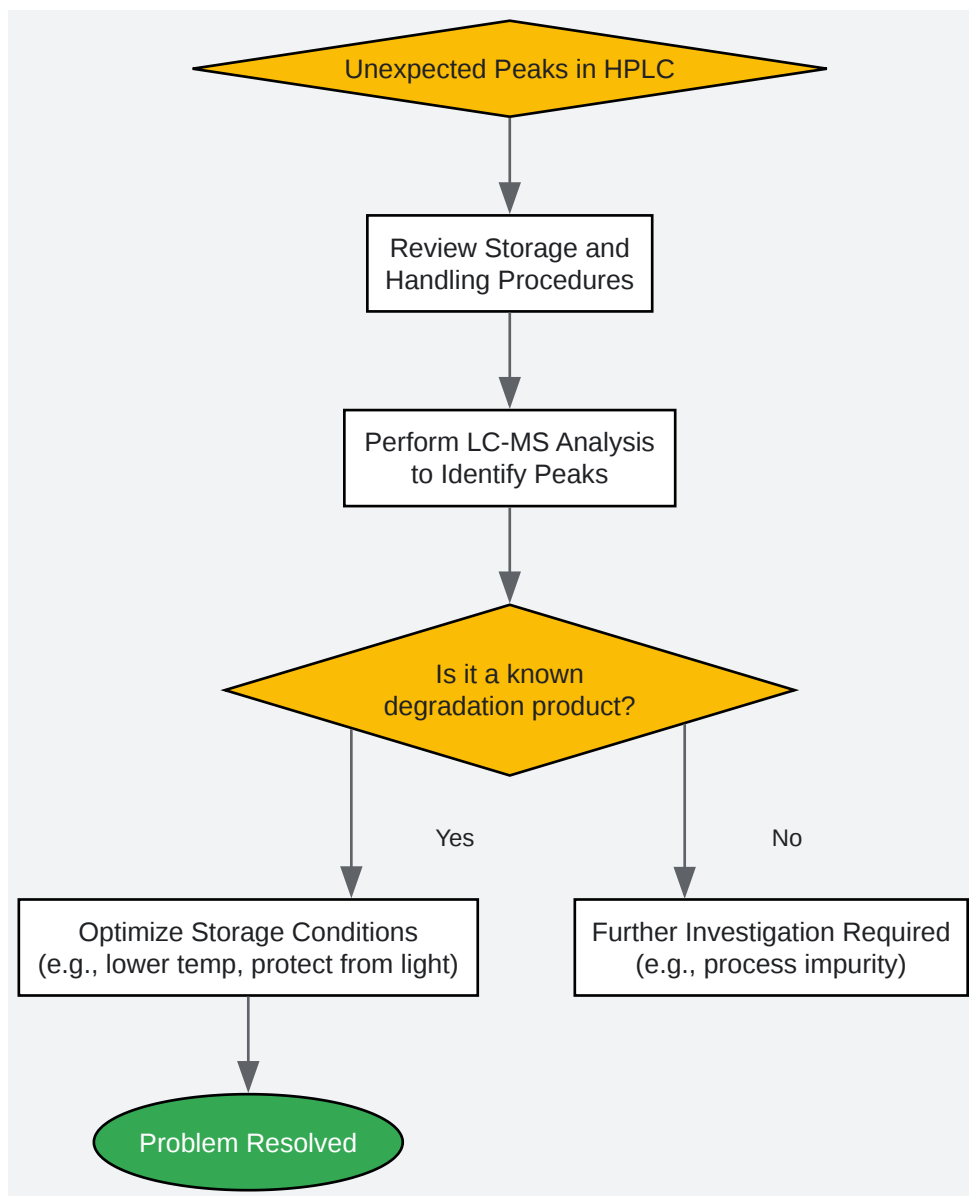 Unexpected Peaks in HPLC
Review Storage and
Handling Procedures
Perform LC-MS Analysis
to Identify Peaks
Is it a known
degradation product?
Yes
No
Optimize Storage Conditions
(e.g., lower temp, protect from light)
Further Investigation Required
(e.g., process impurity)
Problem Resolved